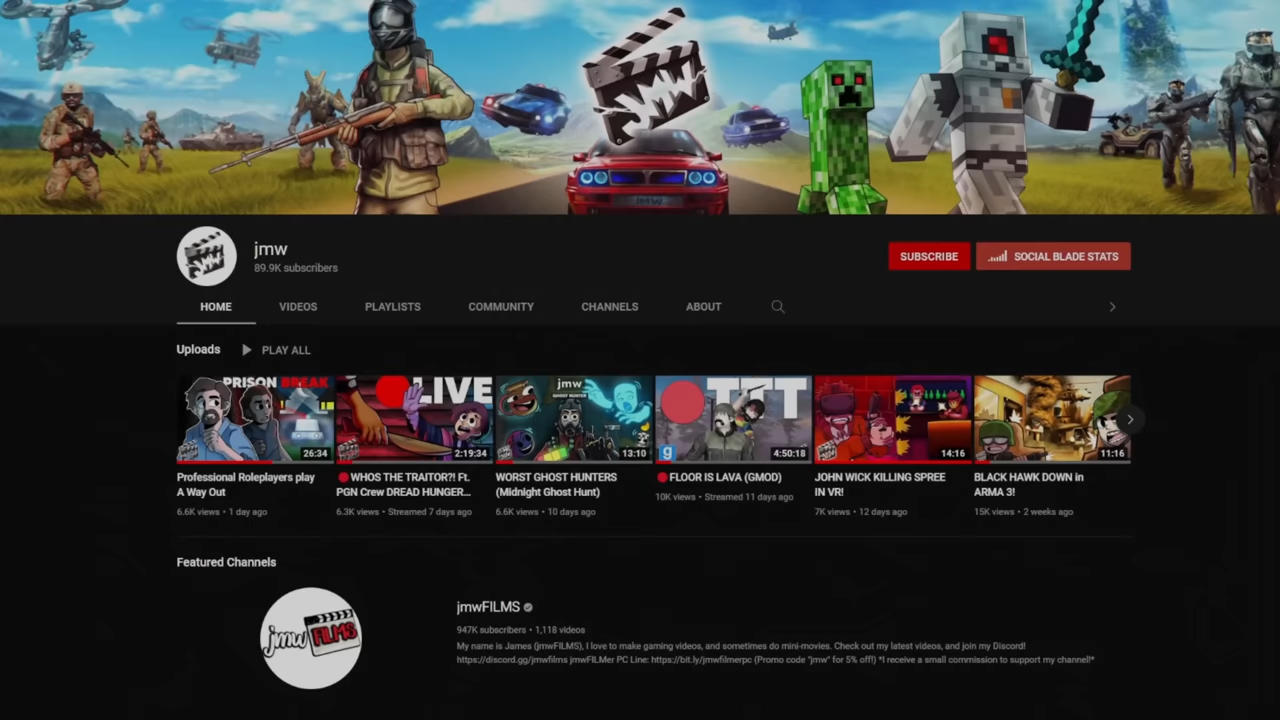 JMW
JMW
JMW
jmw
89.9K subscribers
SUBSCRIBE
SOCIAL BLADE STATS
HOME
VIDEOS
PLAYLISTS
COMMUNITY
CHANNELS
ABOUT
Uploads
PLAY ALL
PRISON BREAK
26:34
LIVE
2:19:34
jmw
GHOST HUNTER
13:10
TTT
g
4:50:18
14:16
11:16
Professional Roleplayers play
A Way Out
6.6K views • 1 day ago
WHOS THE TRAITOR?! Ft.
PGN Crew DREAD HUNGER...
6.3K views • Streamed 7 days ago
WORST GHOST HUNTERS
(Midnight Ghost Hunt)
6.6K views • 10 days ago
FLOOR IS LAVA (GMOD)
10K views • Streamed 11 days ago
JOHN WICK KILLING SPREE
IN VR!
7K views • 12 days ago
BLACK HAWK DOWN in
ARMA 3!
15K views • 2 weeks ago
Featured Channels
jmw FILMS
jmwFILMS
947K subscribers • 1,118 videos
My name is James (jmwFILMS), I love to make gaming videos, and sometimes do mini-movies. Check out my latest videos, and join my Discord!
https://discord.gg/jmwfilms jmwFILMer PC Line: https://bit.ly/jmwfilmerpc (Promo code "jmw" for 5% off!) *I receive a small commission to support my channel!*